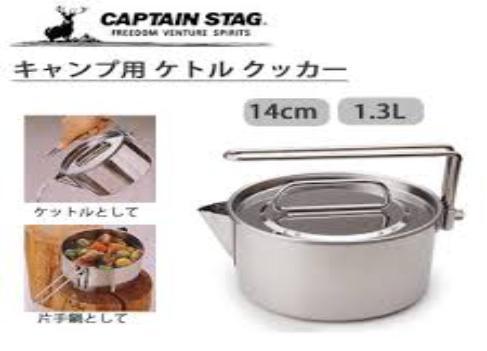 CAPTAIN STAG®
FREEDOM VENTURE SPIRITS
キャンプ用 ケトル クッカー
14cm 1.3L
ケットルとして
片手鍋として